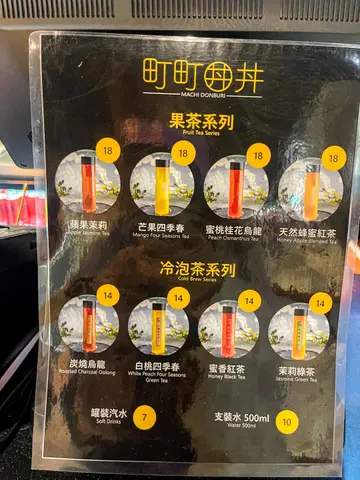 町町丼丼
MACHI DONBURI
果茶系列
Fruit Tea Series
18 18 18 18
蘋果茉莉 芒果四季春 蜜桃桂花烏龍 天然蜂蜜紅茶
Apple Jasmine Tea Mango Four Seasons Tea Peach Osmanthus Tea Honey Apple Blended Tea
冷泡茶系列
Cold Brew Series
14 14 14 14
炭燒烏龍 白桃四季春 蜜香紅茶 茉莉綠茶
Roasted Charcoal Oolong White Peach Four Seasons Green Tea Honey Black Tea Jasmine Green Tea
罐裝汽水 7 支裝水 500ml 10
Soft Drinks Water 500ml